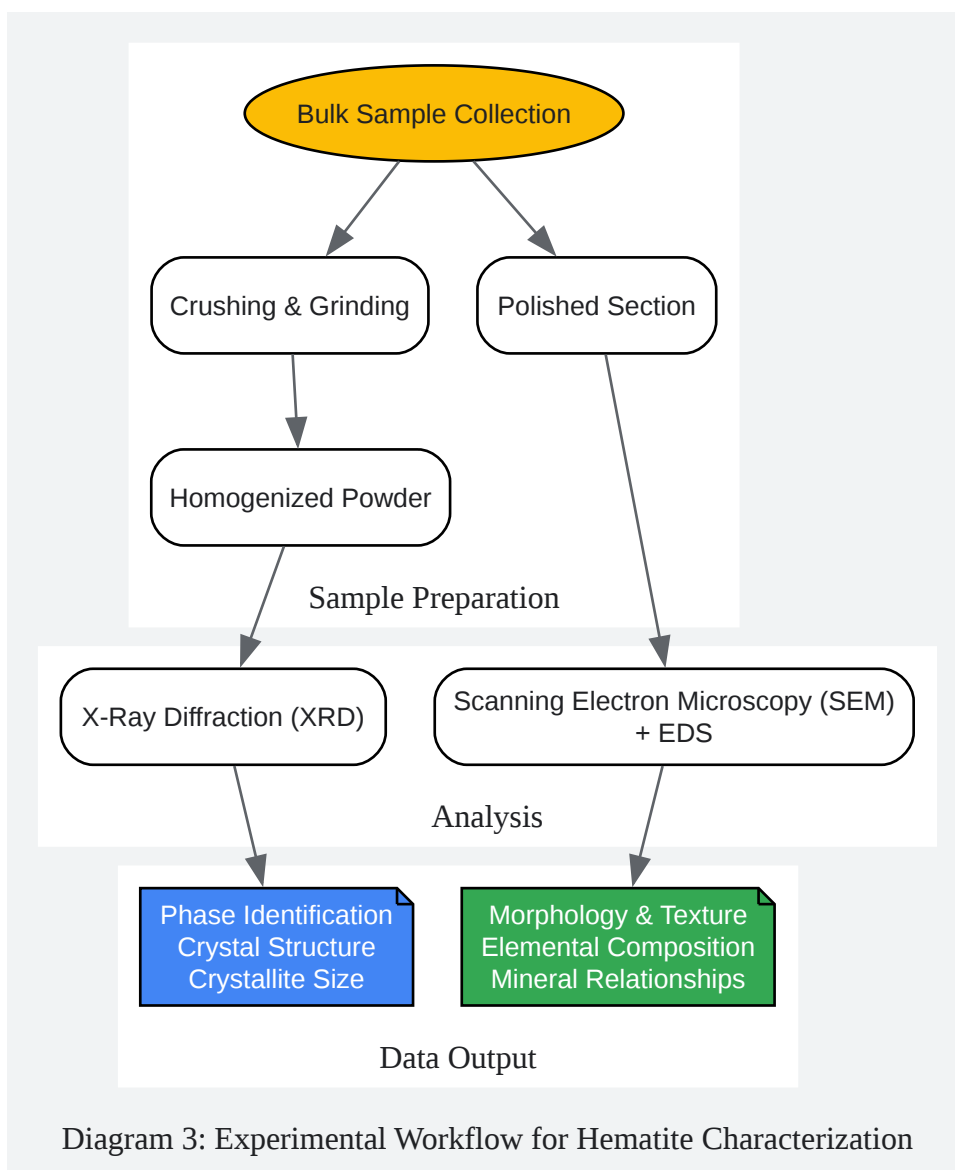 Bulk Sample Collection
Crushing & Grinding
Polished Section
Homogenized Powder
Sample Preparation
X-Ray Diffraction (XRD)
Scanning Electron Microscopy (SEM)
+ EDS
Analysis
Phase Identification
Crystal Structure
Crystallite Size
Morphology & Texture
Elemental Composition
Mineral Relationships
Data Output
Diagram 3: Experimental Workflow for Hematite Characterization